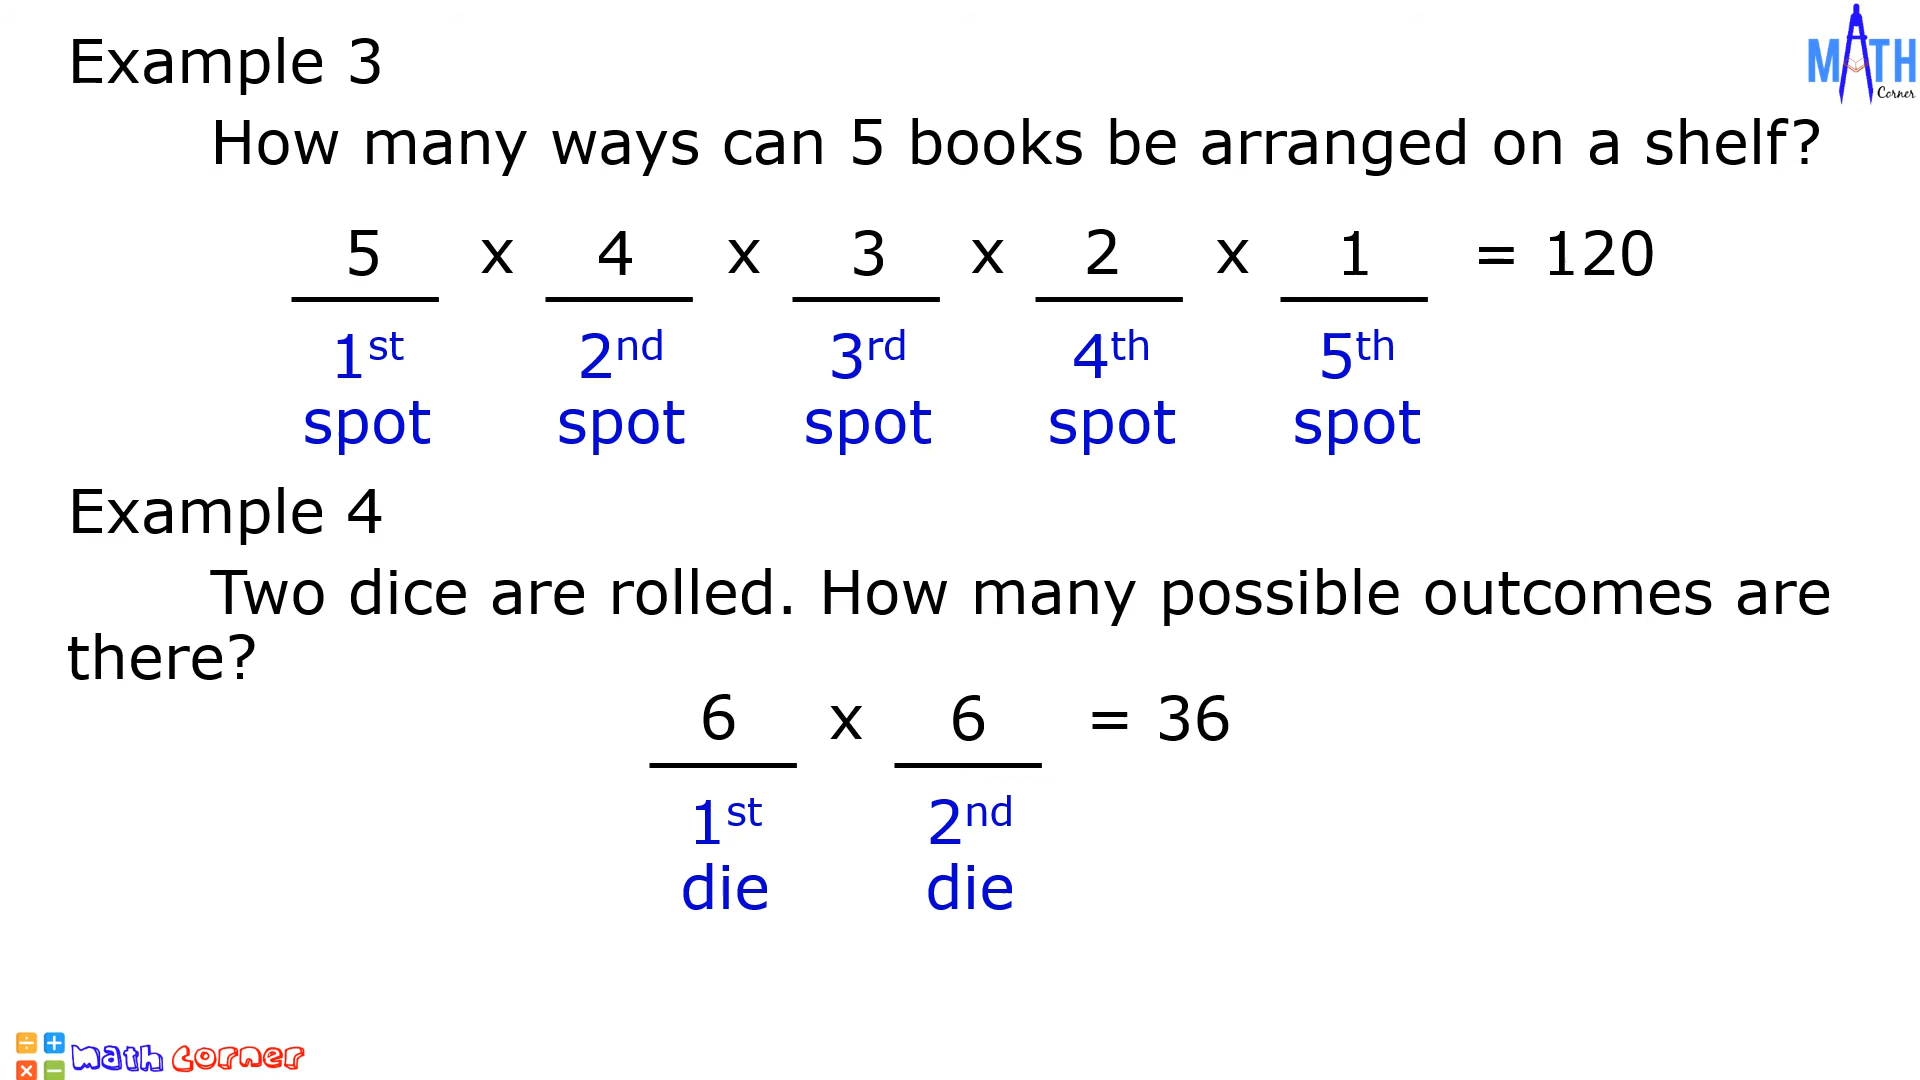 Example 3
MATH
Corner
How many ways can 5 books be arranged on a shelf?
5 x 4 x 3 x 2 x 1 = 120
1st 2nd 3rd 4th 5th
spot spot spot spot spot
Example 4
Two dice are rolled. How many possible outcomes are
there?
6 x 6 = 36
1st 2nd
die die
÷ +
× −
math corner